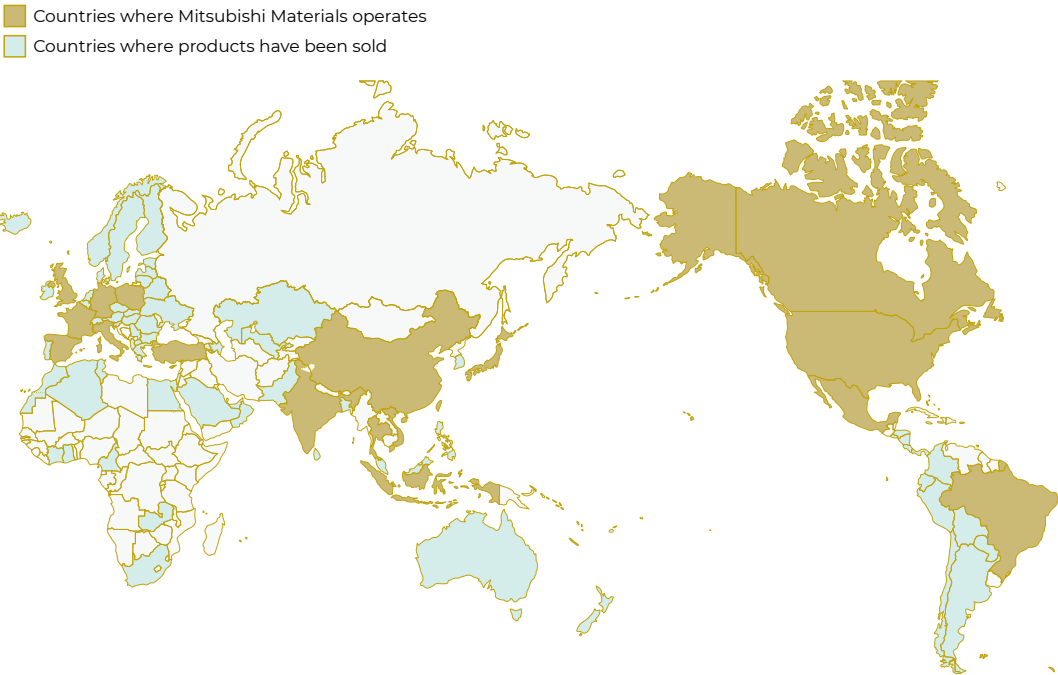 Countries where Mitsubishi Materials operates
Countries where products have been sold